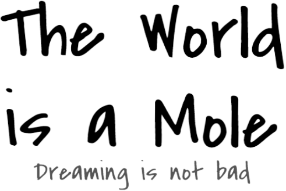 The World
is a Mole
Dreaming is not bad